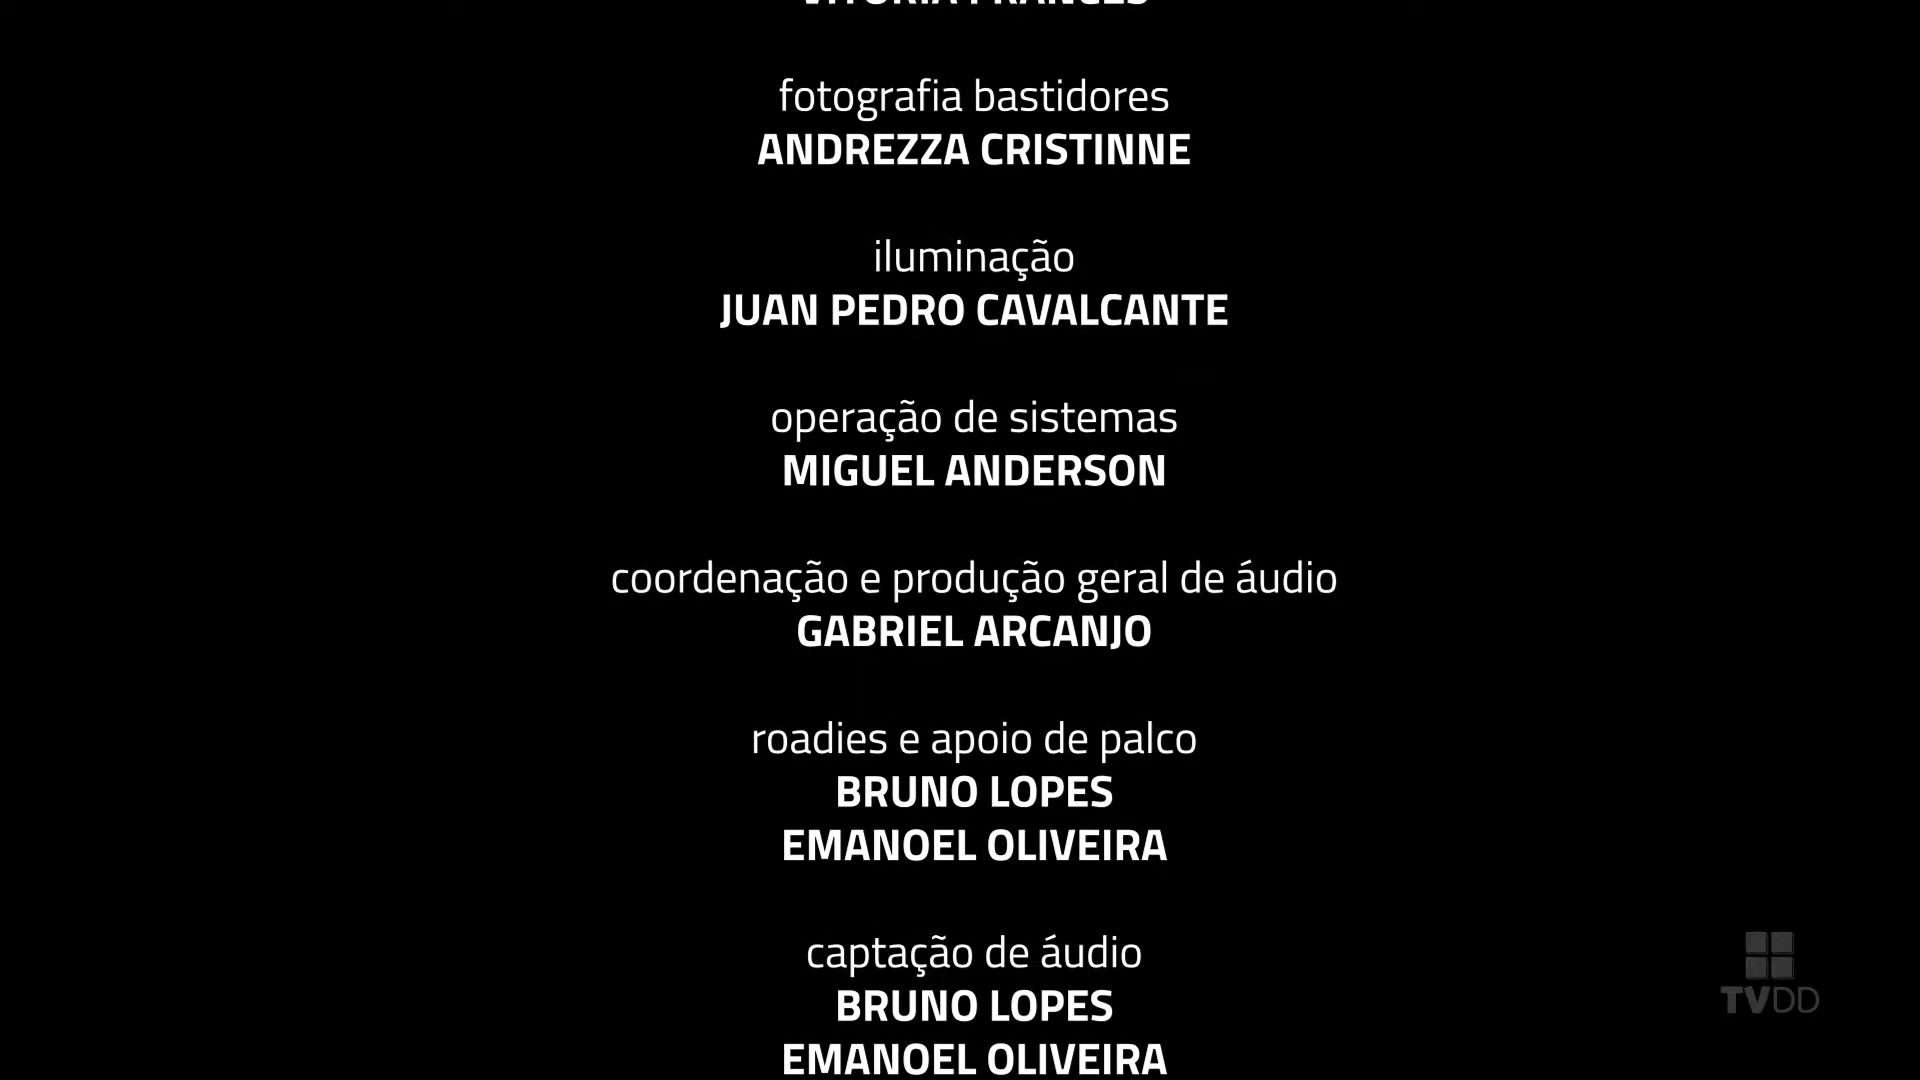 fotografia bastidores
ANDREZZA CRISTINNE
iluminação
JUAN PEDRO CAVALCANTE
operação de sistemas
MIGUEL ANDERSON
coordenação e produção geral de áudio
GABRIEL ARCANJO
roadies e apoio de palco
BRUNO LOPES
EMANOEL OLIVEIRA
captação de áudio
BRUNO LOPES
EMANOEL OLIVEIRA
TVDD